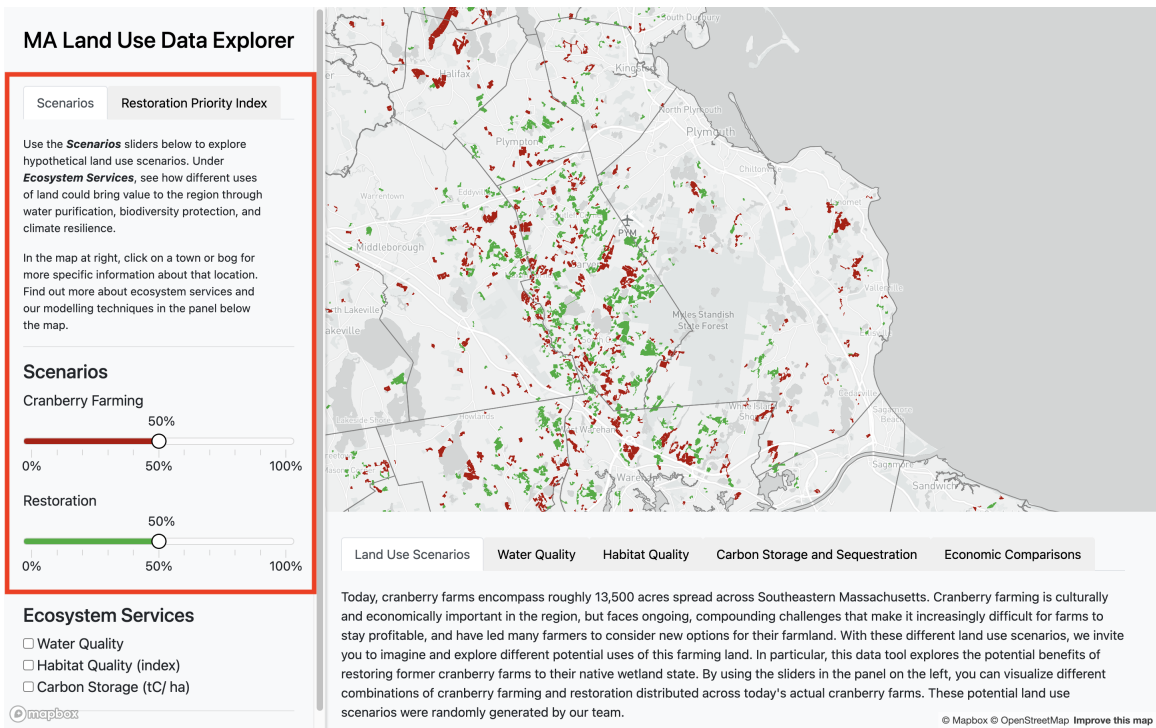 MA Land Use Data Explorer
Scenarios
Restoration Priority Index
Use the Scenarios sliders below to explore
hypothetical land use scenarios. Under
Ecosystem Services, see how different uses
of land could bring value to the region through
water purification, biodiversity protection, and
climate resilience.
In the map at right, click on a town or bog for
more specific information about that location.
Find out more about ecosystem services and
our modelling techniques in the panel below
the map.
Scenarios
Cranberry Farming
50%
0% 50% 100%
Restoration
50%
0% 50% 100%
Ecosystem Services
Water Quality
Habitat Quality (index)
Carbon Storage (tC/ ha)
mapbox
South Duxbury
Halifax
Kingston
North Plymouth
Plymouth
Plympton
Warrentown
Middleborough
PYM
Myles Standish
State Forest
Rowlands
White Island
Shores
Cedarville
Sagamore
Beach
Sagamore
Sandwich
Land Use Scenarios
Water Quality
Habitat Quality
Carbon Storage and Sequestration
Economic Comparisons
Today, cranberry farms encompass roughly 13,500 acres spread across Southeastern Massachusetts. Cranberry farming is culturally
and economically important in the region, but faces ongoing, compounding challenges that make it increasingly difficult for farms to
stay profitable, and have led many farmers to consider new options for their farmland. With these different land use scenarios, we invite
you to imagine and explore different potential uses of this farming land. In particular, this data tool explores the potential benefits of
restoring former cranberry farms to their native wetland state. By using the sliders in the panel on the left, you can visualize different
combinations of cranberry farming and restoration distributed across today's actual cranberry farms. These potential land use
scenarios were randomly generated by our team.
© Mapbox © OpenStreetMap Improve this map